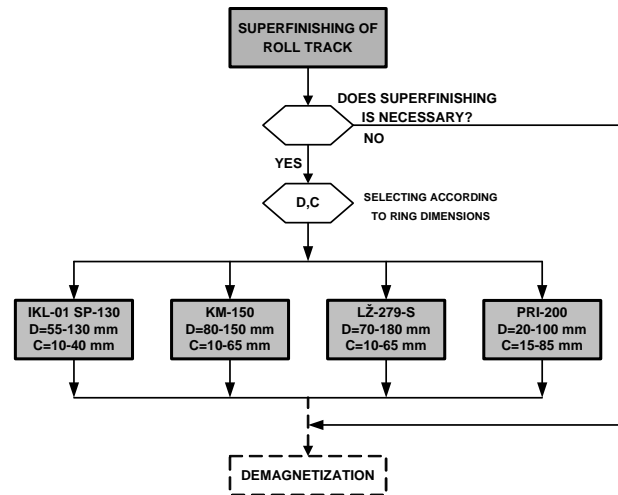 SUPERFINISHING OF
ROLL TRACK
DOES SUPERFINISHING
IS NECESSARY?
NO
YES
D,C
SELECTING ACCORDING
TO RING DIMENSIONS
IKL-01 SP-130
D=55-130 mm
C=10-40 mm
KM-150
D=80-150 mm
C=10-65 mm
LŽ-279-S
D=70-180 mm
C=10-65 mm
PRI-200
D=20-100 mm
C=15-85 mm
DEMAGNETIZATION